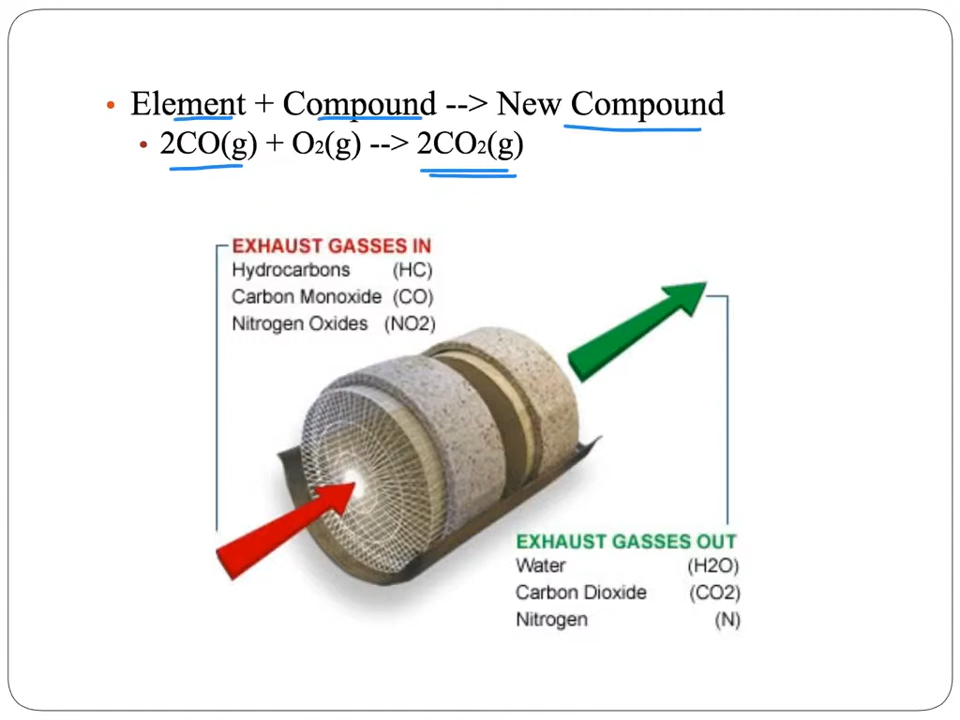 • Element + Compound --> New Compound
• 2CO(g) + O₂(g) --> 2CO₂(g)
EXHAUST GASSES IN
Hydrocarbons (HC)
Carbon Monoxide (CO)
Nitrogen Oxides (NO2)
EXHAUST GASSES OUT
Water (H2O)
Carbon Dioxide (CO2)
Nitrogen (N)